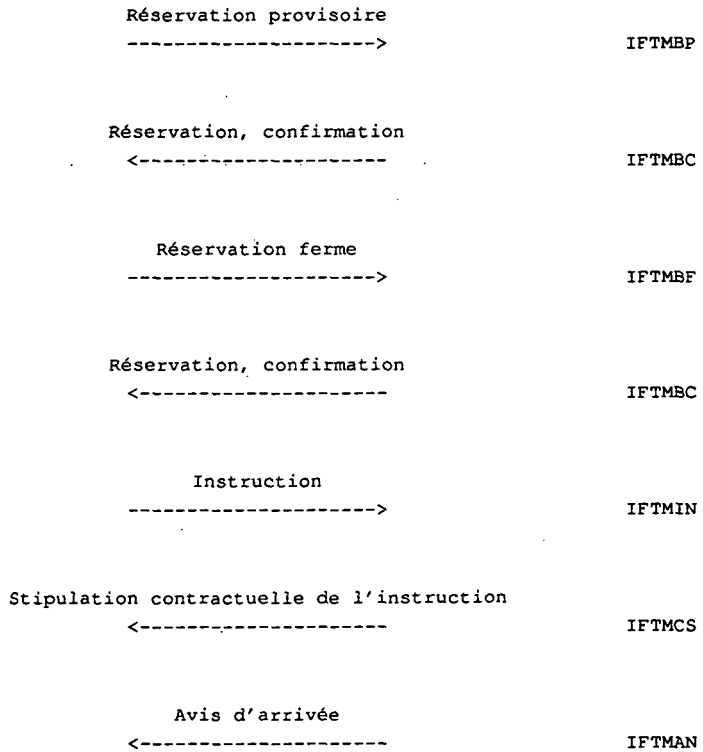 Réservation provisoire
---------------------> IFTMBP
Réservation, confirmation
<--------------------- IFTMBC
Réservation ferme
---------------------> IFTMBF
Réservation, confirmation
<--------------------- IFTMBC
Instruction
---------------------> IFTMIN
Stipulation contractuelle de l'instruction
<--------------------- IFTMCS
Avis d'arrivée
<--------------------- IFTMAN